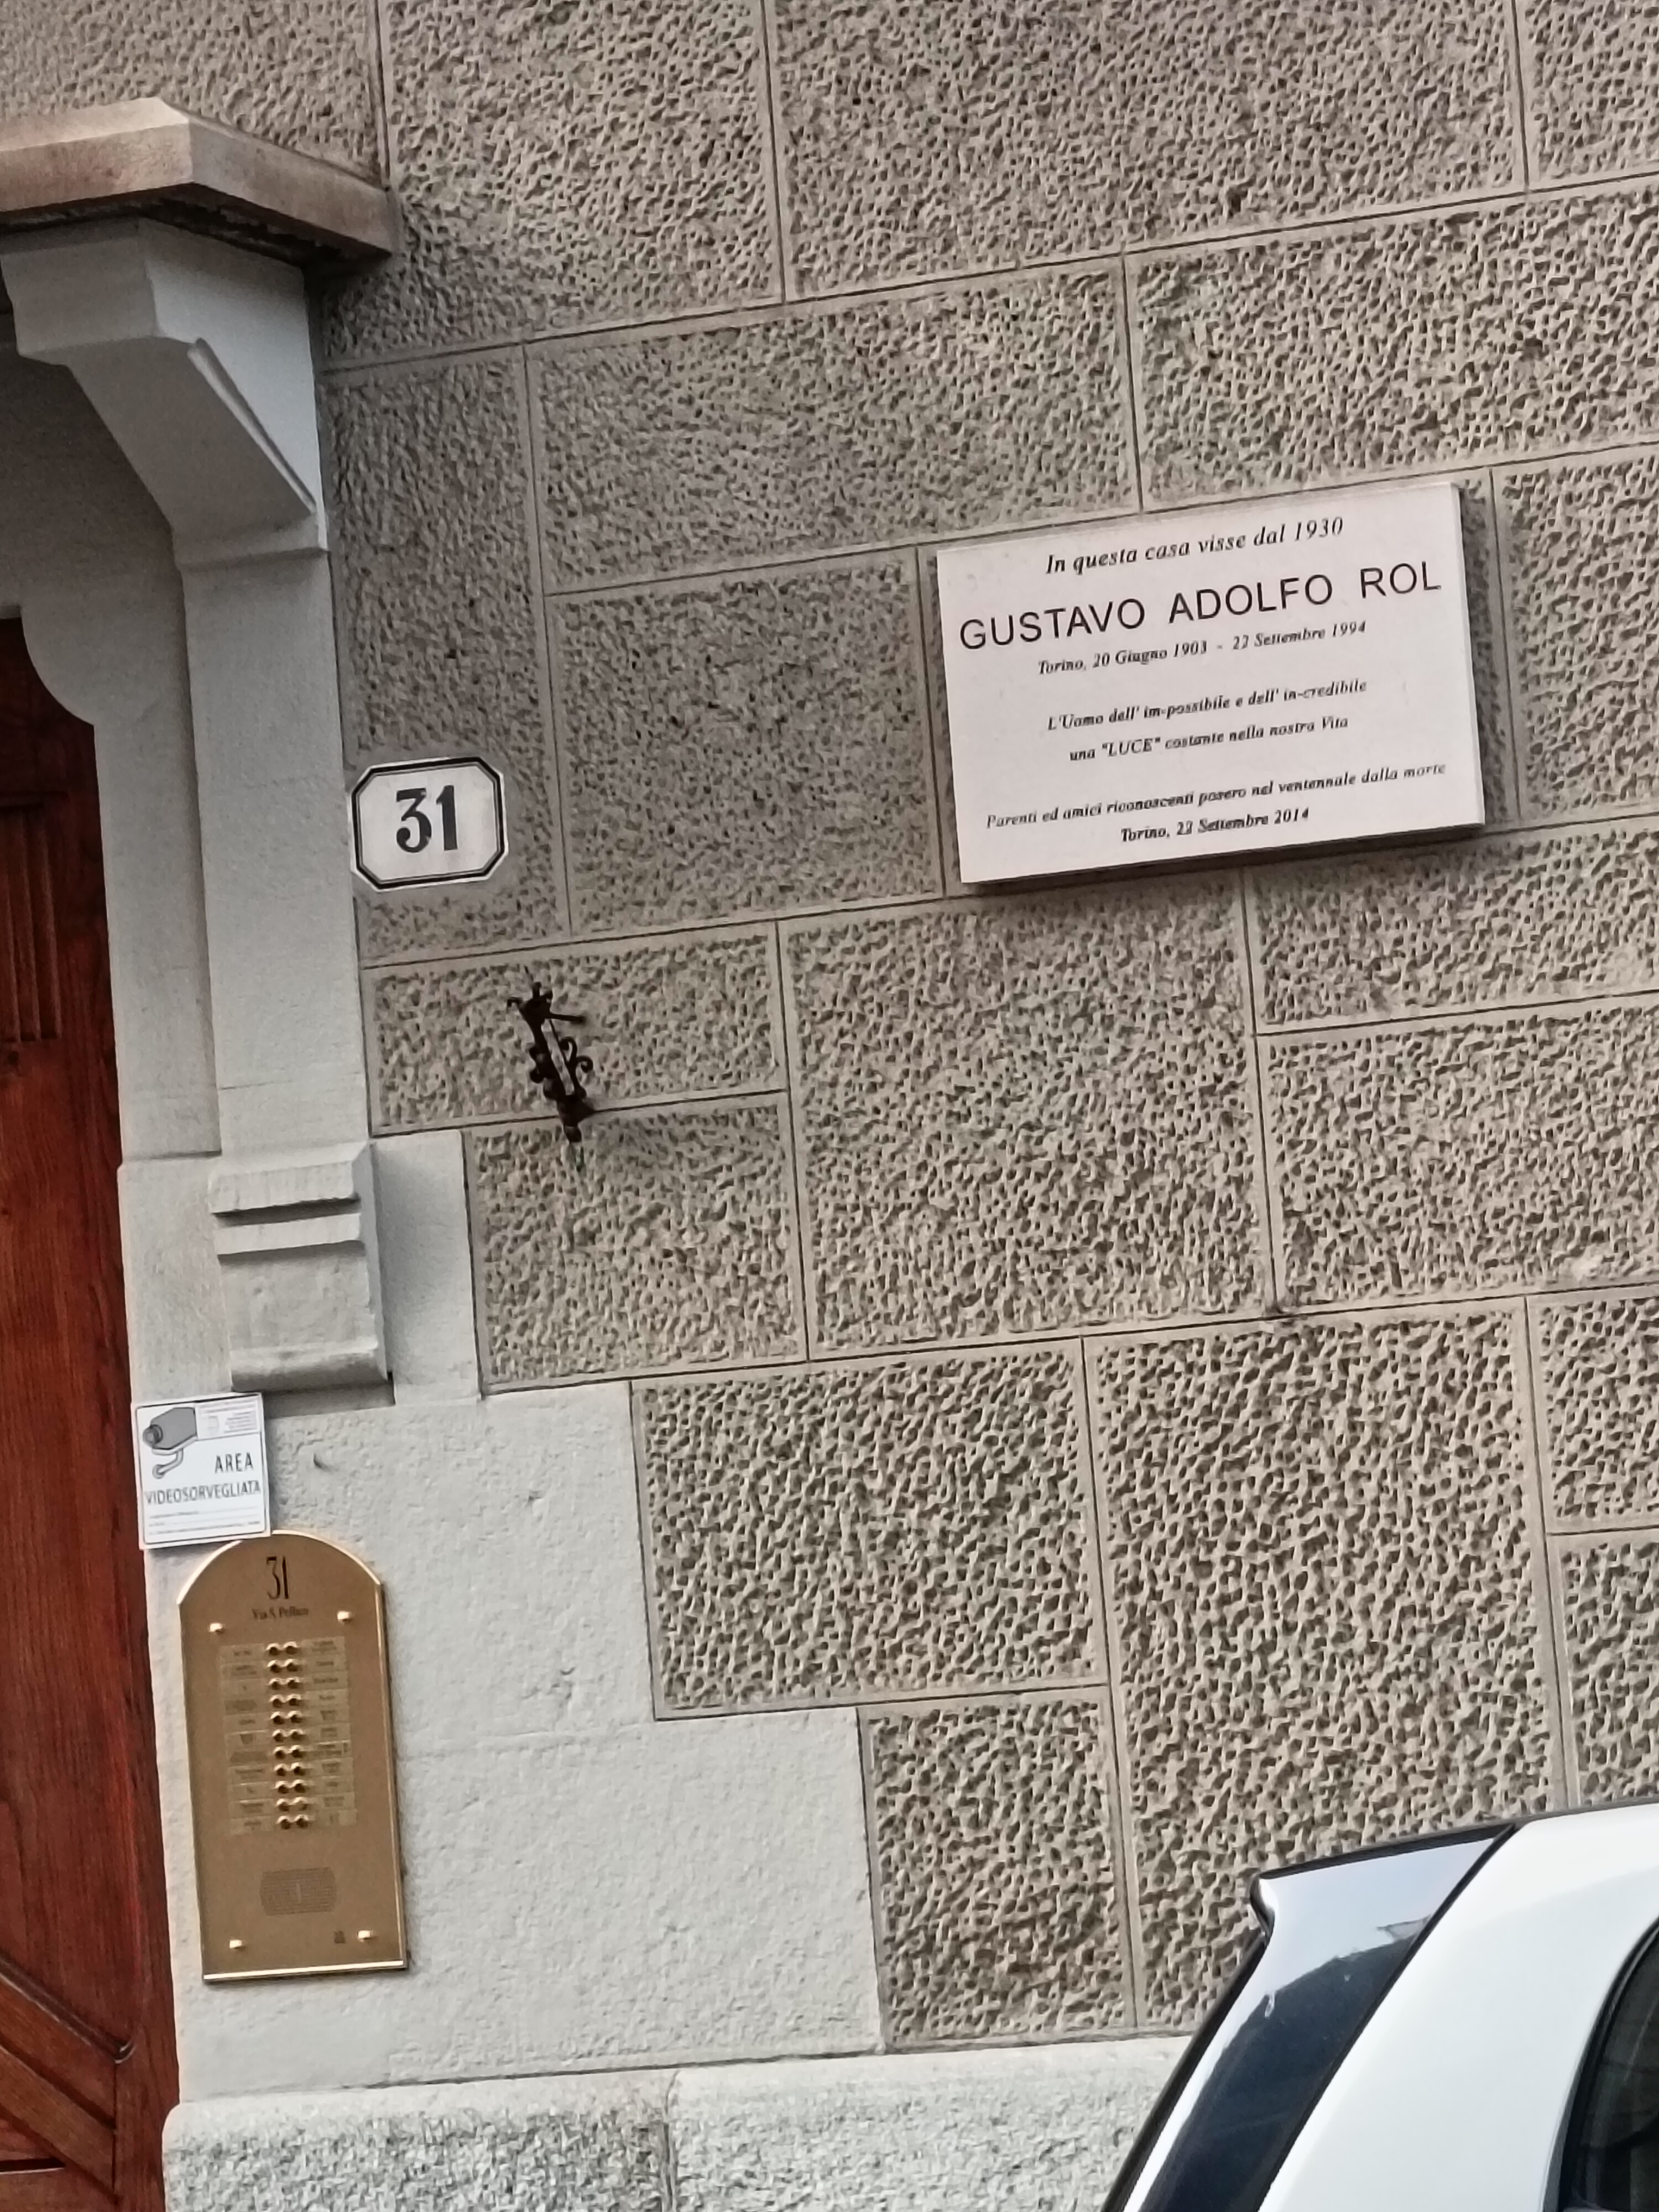 In questa casa visse dal 1930
GUSTAVO ADOLFO ROL
Torino, 20 Giugno 1903 - 22 Settembre 1994
L'Uomo dell' im-possibile e dell' in-credibile
una "LUCE" costante nella nostra Vita
Parenti ed amici riconoscenti posero nel ventennale dalla morte
Torino, 22 Settembre 2014
31
AREA
VIDEOSORVEGLIATA
31
Via S. Pellico